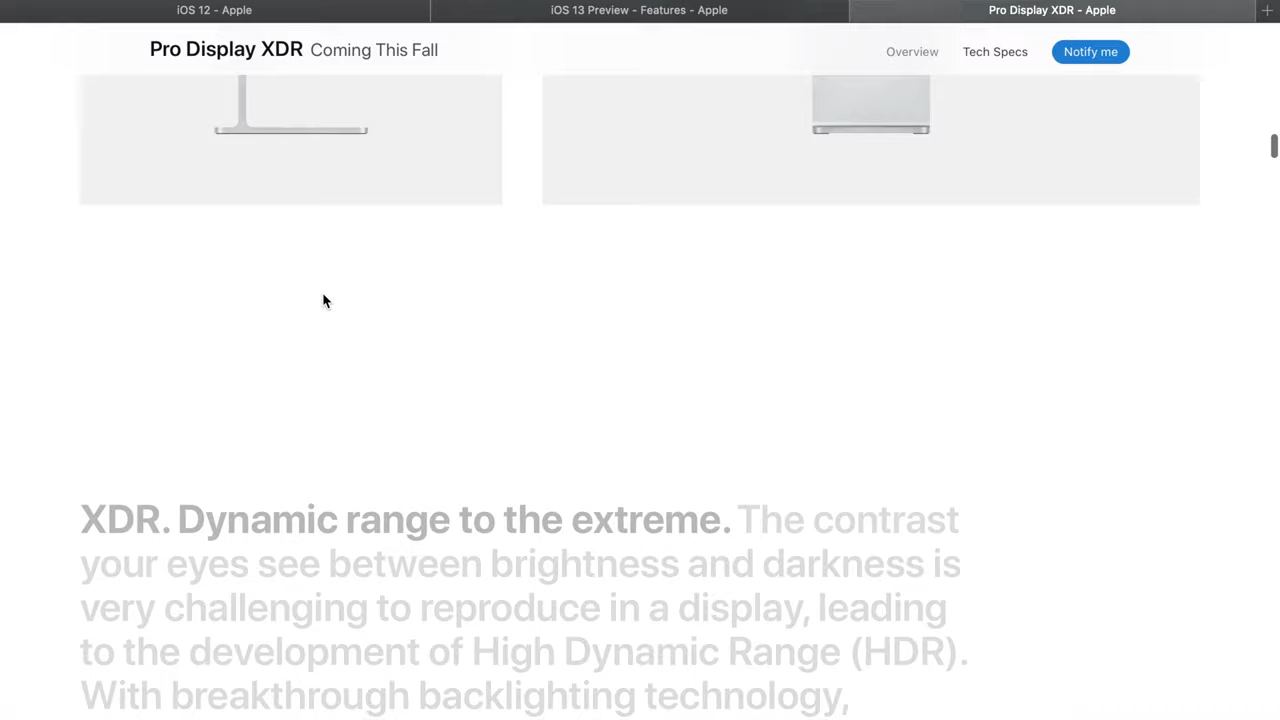 iOS 12 - Apple
iOS 13 Preview - Features - Apple
Pro Display XDR - Apple
Pro Display XDR Coming This Fall
Overview
Tech Specs
Notify me
XDR. Dynamic range to the extreme. The contrast
your eyes see between brightness and darkness is
very challenging to reproduce in a display, leading
to the development of High Dynamic Range (HDR).
With breakthrough backlighting technology,